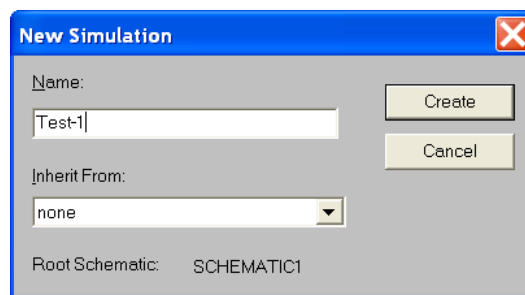 New Simulation
Name:
Create
Test-1
Cancel
Inherit From:
none
Root Schematic: SCHEMATIC1